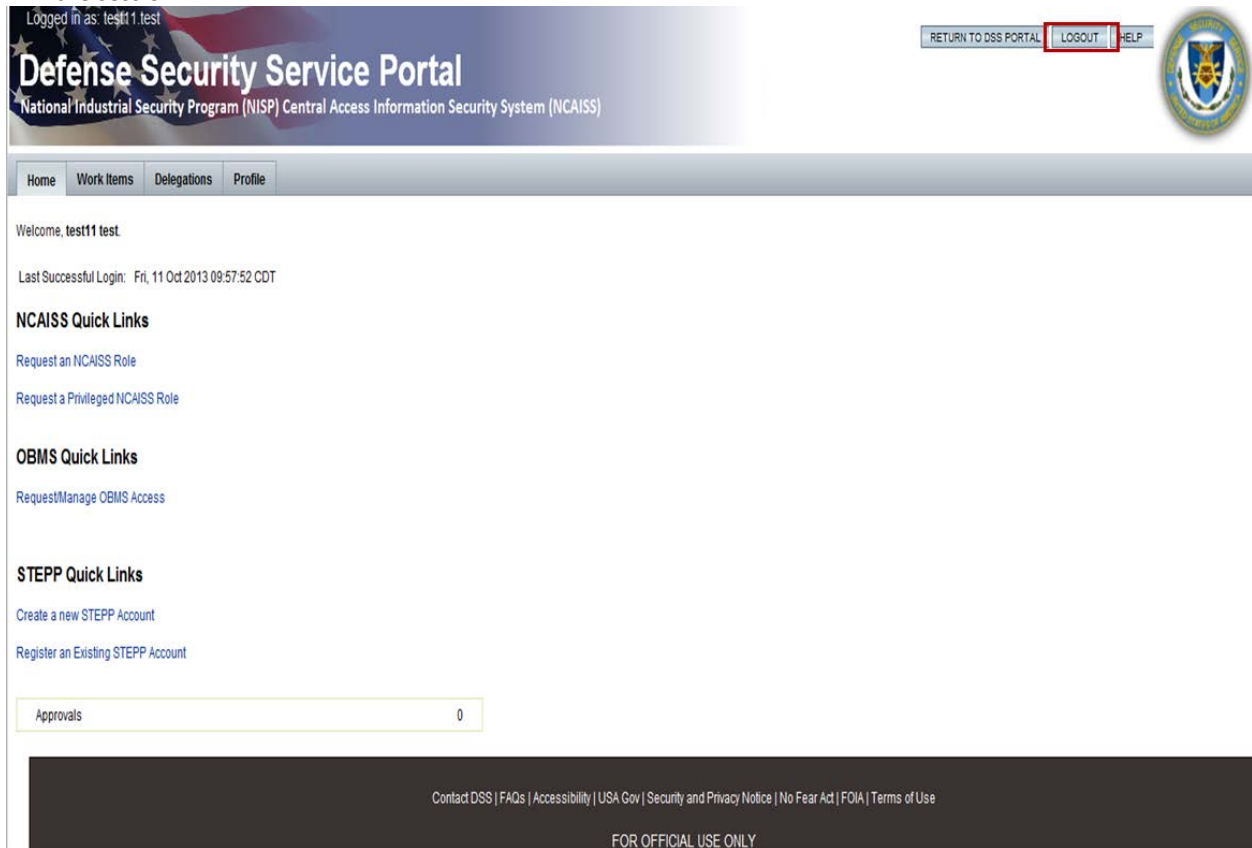 Logged in as: test11.test
RETURN TO DSS PORTAL LOGOUT HELP
Defense Security Service Portal
National Industrial Security Program (NISP) Central Access Information Security System (NCAISS)
Home Work Items Delegations Profile
Welcome, test11 test.
Last Successful Login: Fri, 11 Oct 2013 09:57:52 CDT
NCAISS Quick Links
Request an NCAISS Role
Request a Privileged NCAISS Role
OBMS Quick Links
Request/Manage OBMS Access
STEPP Quick Links
Create a new STEPP Account
Register an Existing STEPP Account
Approvals 0
Contact DSS | FAQs | Accessibility | USA Gov | Security and Privacy Notice | No Fear Act | FOIA | Terms of Use
FOR OFFICIAL USE ONLY